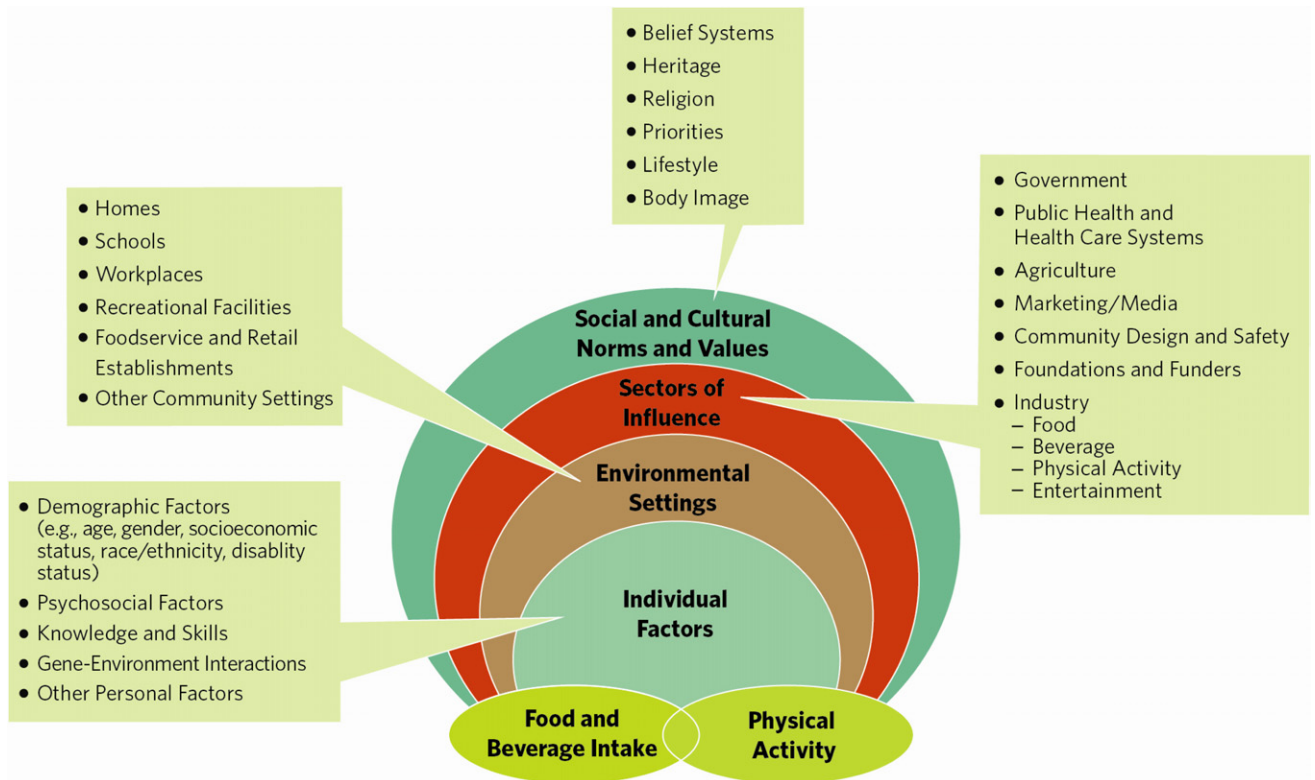 • Belief Systems
• Heritage
• Religion
• Priorities
• Lifestyle
• Body Image
• Homes
• Schools
• Workplaces
• Recreational Facilities
• Foodservice and Retail
Establishments
• Other Community Settings
• Government
• Public Health and
Health Care Systems
• Agriculture
• Marketing/Media
• Community Design and Safety
• Foundations and Funders
• Industry
– Food
– Beverage
– Physical Activity
– Entertainment
• Demographic Factors
(e.g., age, gender, socioeconomic
status, race/ethnicity, disablity
status)
• Psychosocial Factors
• Knowledge and Skills
• Gene-Environment Interactions
• Other Personal Factors
Social and Cultural
Norms and Values
Sectors of
Influence
Environmental
Settings
Individual
Factors
Food and
Beverage Intake
Physical
Activity